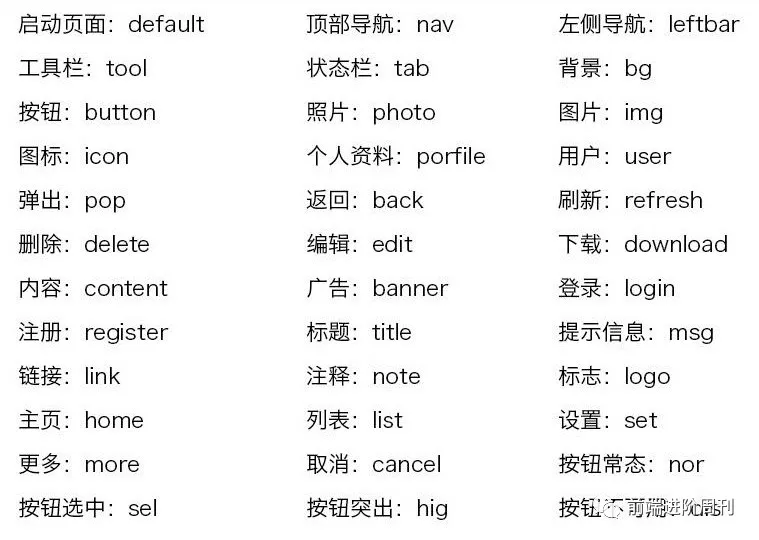 启动页面：default 顶部导航：nav 左侧导航：leftbar
工具栏：tool 状态栏：tab 背景：bg
按钮：button 照片：photo 图片：img
图标：icon 个人资料：porfile 用户：user
弹出：pop 返回：back 刷新：refresh
删除：delete 编辑：edit 下载：download
内容：content 广告：banner 登录：login
注册：register 标题：title 提示信息：msg
链接：link 注释：note 标志：logo
主页：home 列表：list 设置：set
更多：more 取消：cancel 按钮常态：nor
按钮选中：sel 按钮突出：hig 按钮
前端进阶周刊